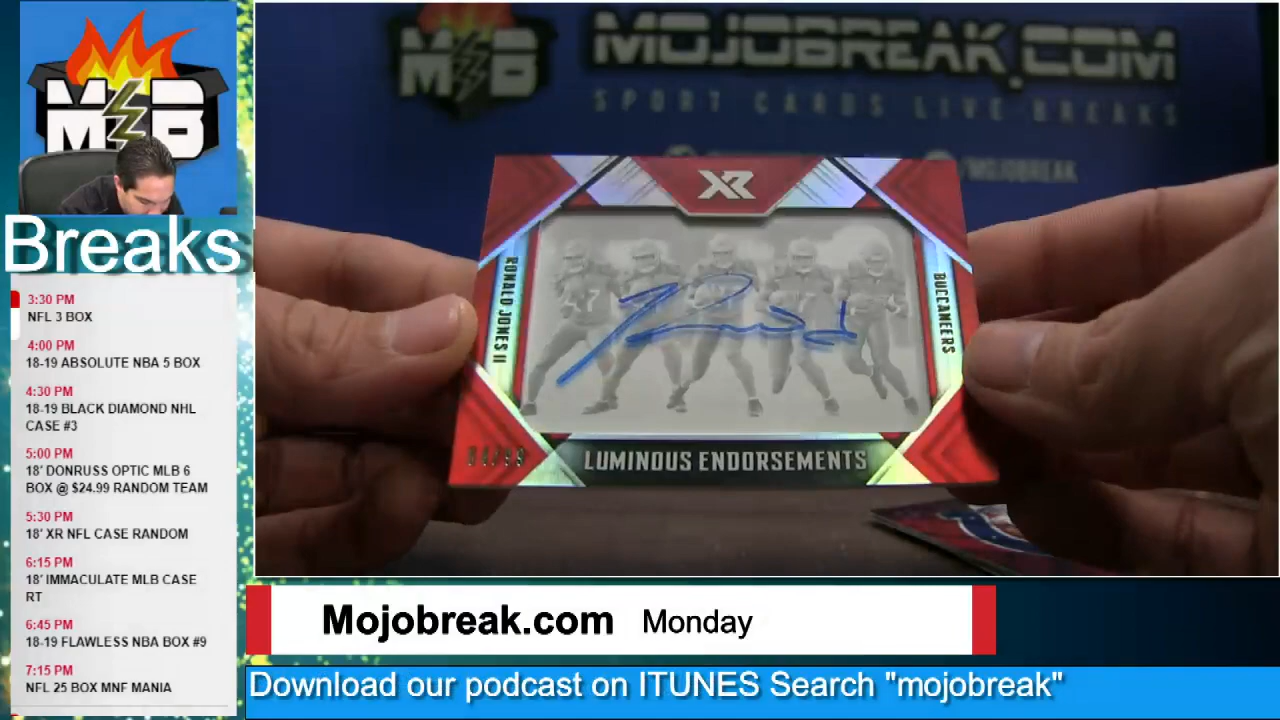 M B
Breaks
3:30 PM
NFL 3 BOX
4:00 PM
18-19 ABSOLUTE NBA 5 BOX
4:30 PM
18-19 BLACK DIAMOND NHL
CASE #3
5:00 PM
18' DONRUSS OPTIC MLB 6
BOX @ $24.99 RANDOM TEAM
5:30 PM
18' XR NFL CASE RANDOM
6:15 PM
18' IMMACULATE MLB CASE
RT
6:45 PM
18-19 FLAWLESS NBA BOX #9
7:15 PM
NFL 25 BOX MNF MANIA
M B
MOJOBREAK.COM
SPORT CARDS LIVE BREAKS
/MOJOBREAK
XR
RONALD JONES II
BUCCANEERS
LUMINOUS ENDORSEMENTS
Mojobreak.com Monday
Download our podcast on ITUNES Search "mojobreak"